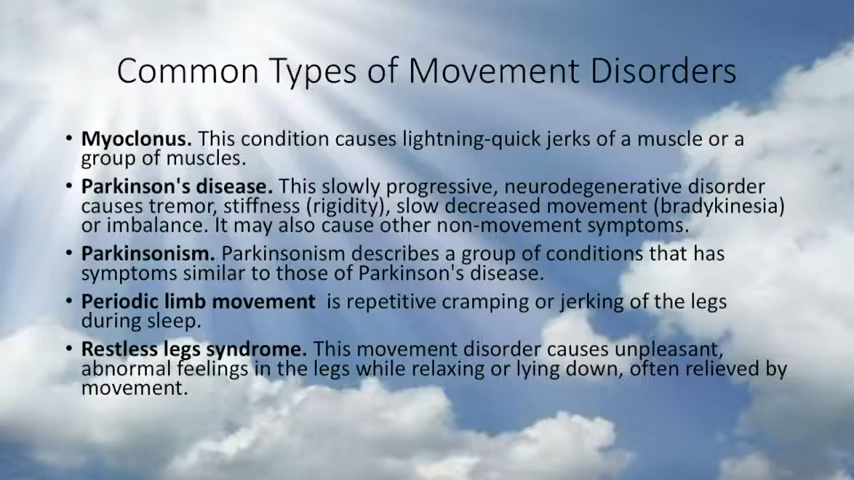 Common Types of Movement Disorders
• Myoclonus. This condition causes lightning-quick jerks of a muscle or a
group of muscles.
• Parkinson's disease. This slowly progressive, neurodegenerative disorder
causes tremor, stiffness (rigidity), slow decreased movement (bradykinesia)
or imbalance. It may also cause other non-movement symptoms.
• Parkinsonism. Parkinsonism describes a group of conditions that has
symptoms similar to those of Parkinson's disease.
• Periodic limb movement is repetitive cramping or jerking of the legs
during sleep.
• Restless legs syndrome. This movement disorder causes unpleasant,
abnormal feelings in the legs while relaxing or lying down, often relieved by
movement.